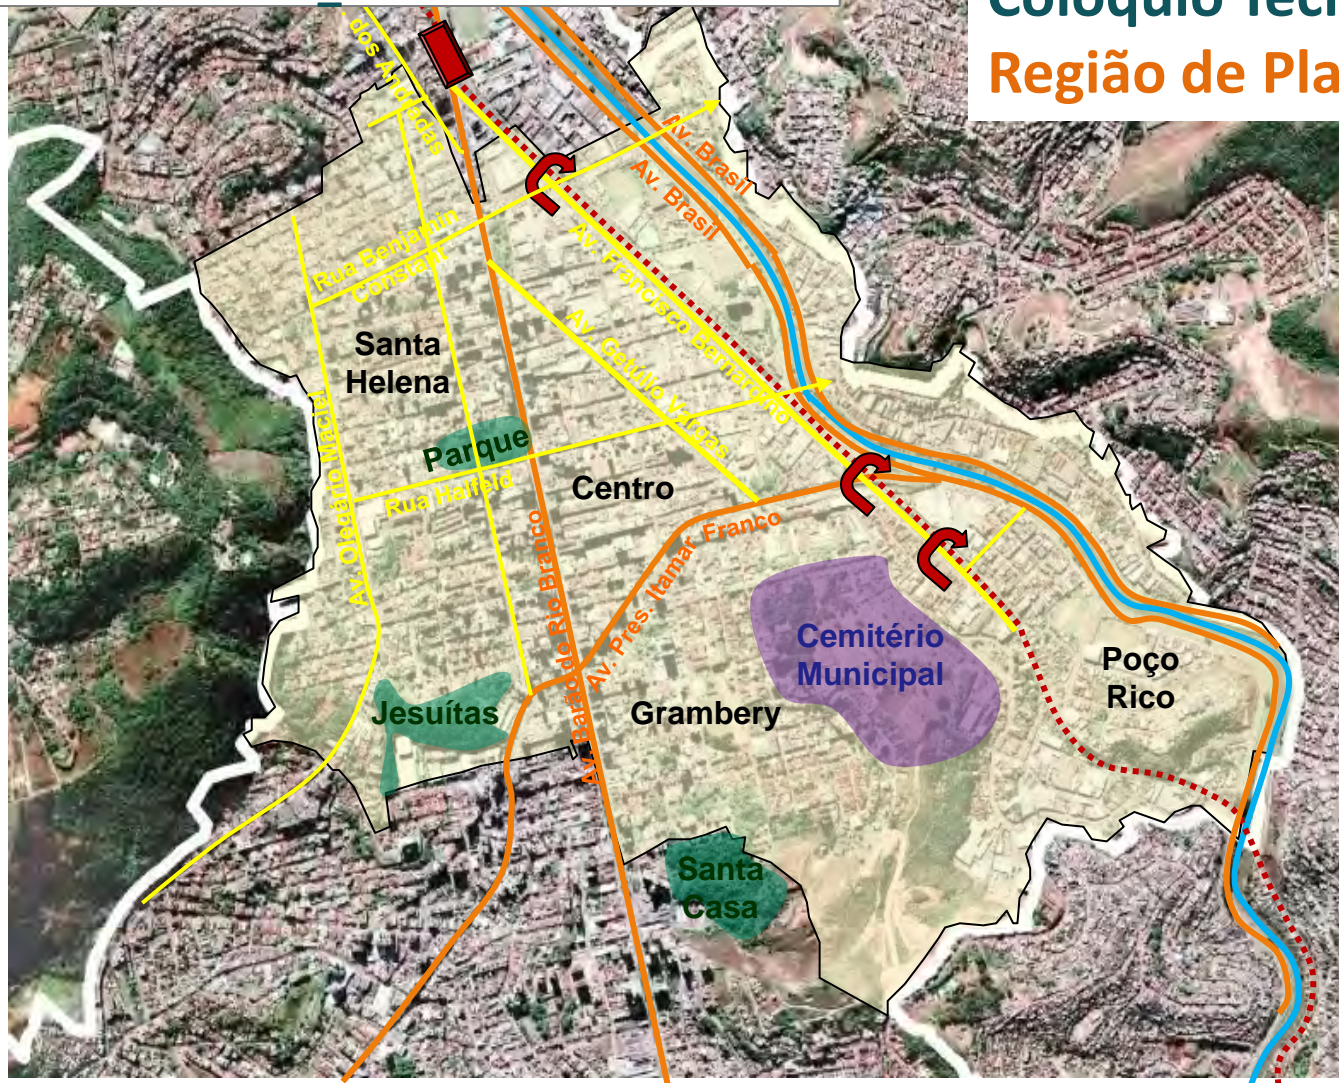 Região de Pla
dos Andradas
Av. Brasil
Av. Brasil
Rua Benjamin
Constant
Av. Francisco Bernardino
Av. Getúlio Vargas
Santa
Helena
Av. Olegário Maciel
Parque
Rua Halfeld
Centro
Av. Barão do Rio Branco
Av. Pres. Itamar Franco
Cemitério
Municipal
Poço
Rico
Jesuítas
Grambery
Santa
Casa